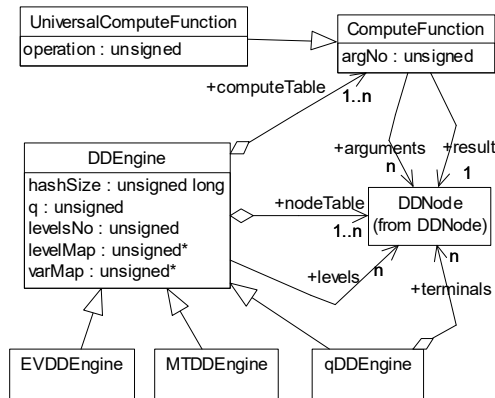 UniversalComputeFunction
operation : unsigned
ComputeFunction
argNo : unsigned
+computeTable
1..n
+arguments
n
+result
1
DDEngine
hashSize : unsigned long
q : unsigned
levelsNo : unsigned
levelMap : unsigned*
varMap : unsigned*
+nodeTable
1..n
DDNode
(from DDNode)
+levels
n
n
+terminals
EVDDEngine
MTDDEngine
qDDEngine